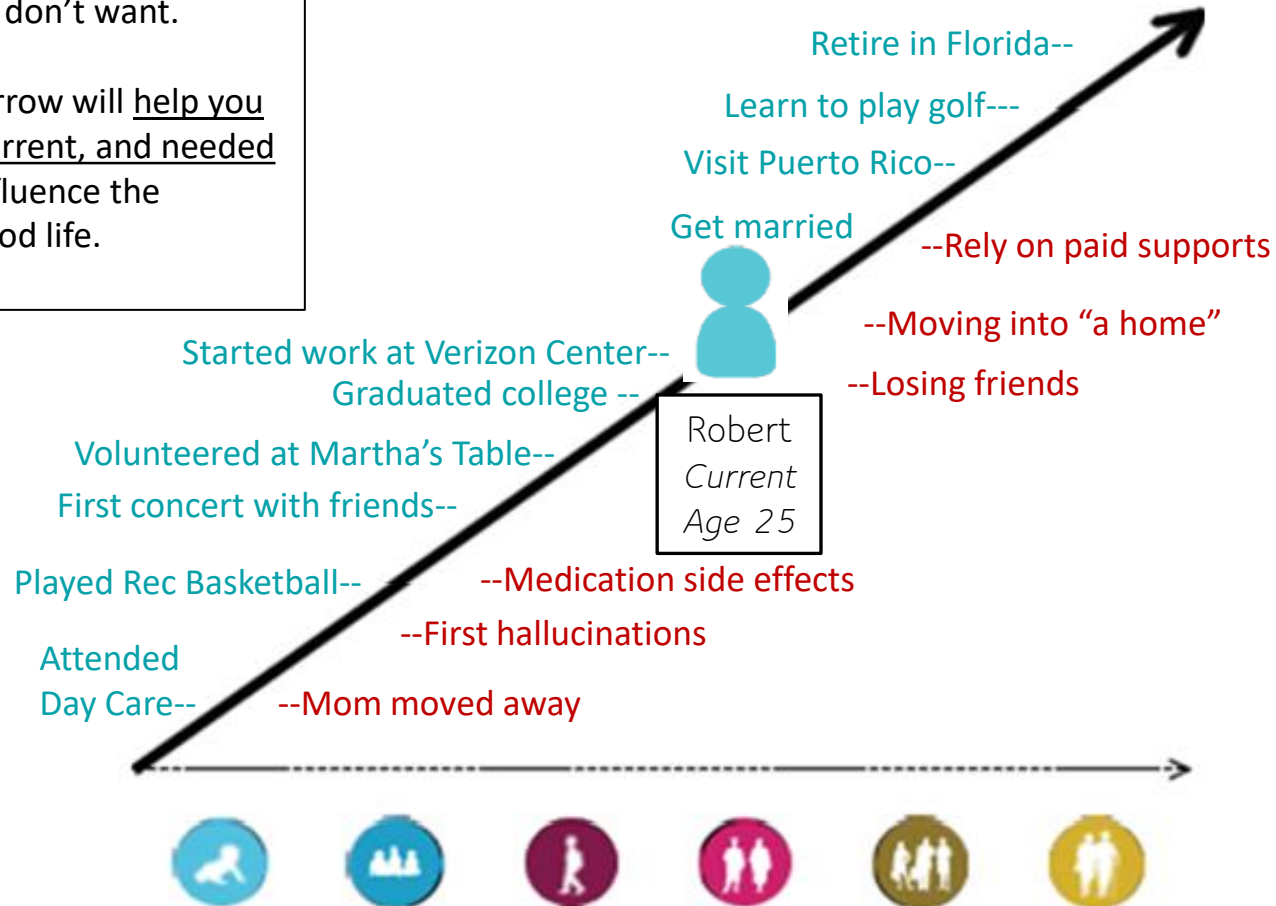 don’t want.
rrow will help you
urrent, and needed
fluence the
od life.
Retire in Florida--
Learn to play golf---
Visit Puerto Rico--
Get married
--Rely on paid supports
--Moving into “a home”
--Losing friends
Started work at Verizon Center--
Graduated college --
Volunteered at Martha’s Table--
First concert with friends--
Played Rec Basketball--
Attended
Day Care--
Robert
Current
Age 25
--Medication side effects
--First hallucinations
--Mom moved away